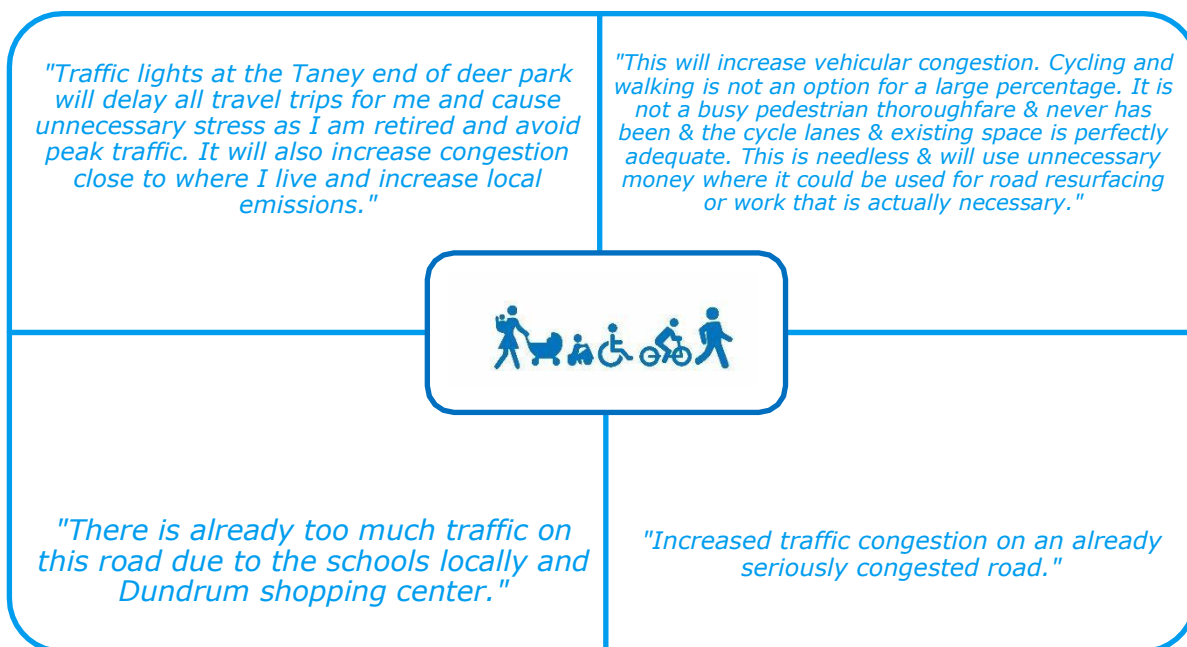 "Traffic lights at the Taney end of deer park
will delay all travel trips for me and cause
unnecessary stress as I am retired and avoid
peak traffic. It will also increase congestion
close to where I live and increase local
emissions."
"This will increase vehicular congestion. Cycling and
walking is not an option for a large percentage. It is
not a busy pedestrian thoroughfare & never has
been & the cycle lanes & existing space is perfectly
adequate. This is needless & will use unnecessary
money where it could be used for road resurfacing
or work that is actually necessary."
"There is already too much traffic on
this road due to the schools locally and
Dundrum shopping center."
"Increased traffic congestion on an already
seriously congested road."